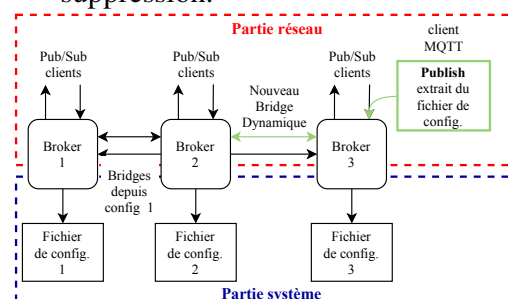 suppression.
Partie réseau
client
MQTT
Pub/Sub
clients
Pub/Sub
clients
Pub/Sub
clients
Nouveau
Bridge
Dynamique
Publish
extrait du
fichier de
config.
Broker
1
Broker
2
Broker
3
Bridges
depuis
config 1
Fichier
de config.
1
Fichier
de config.
2
Fichier
de config.
3
Partie système